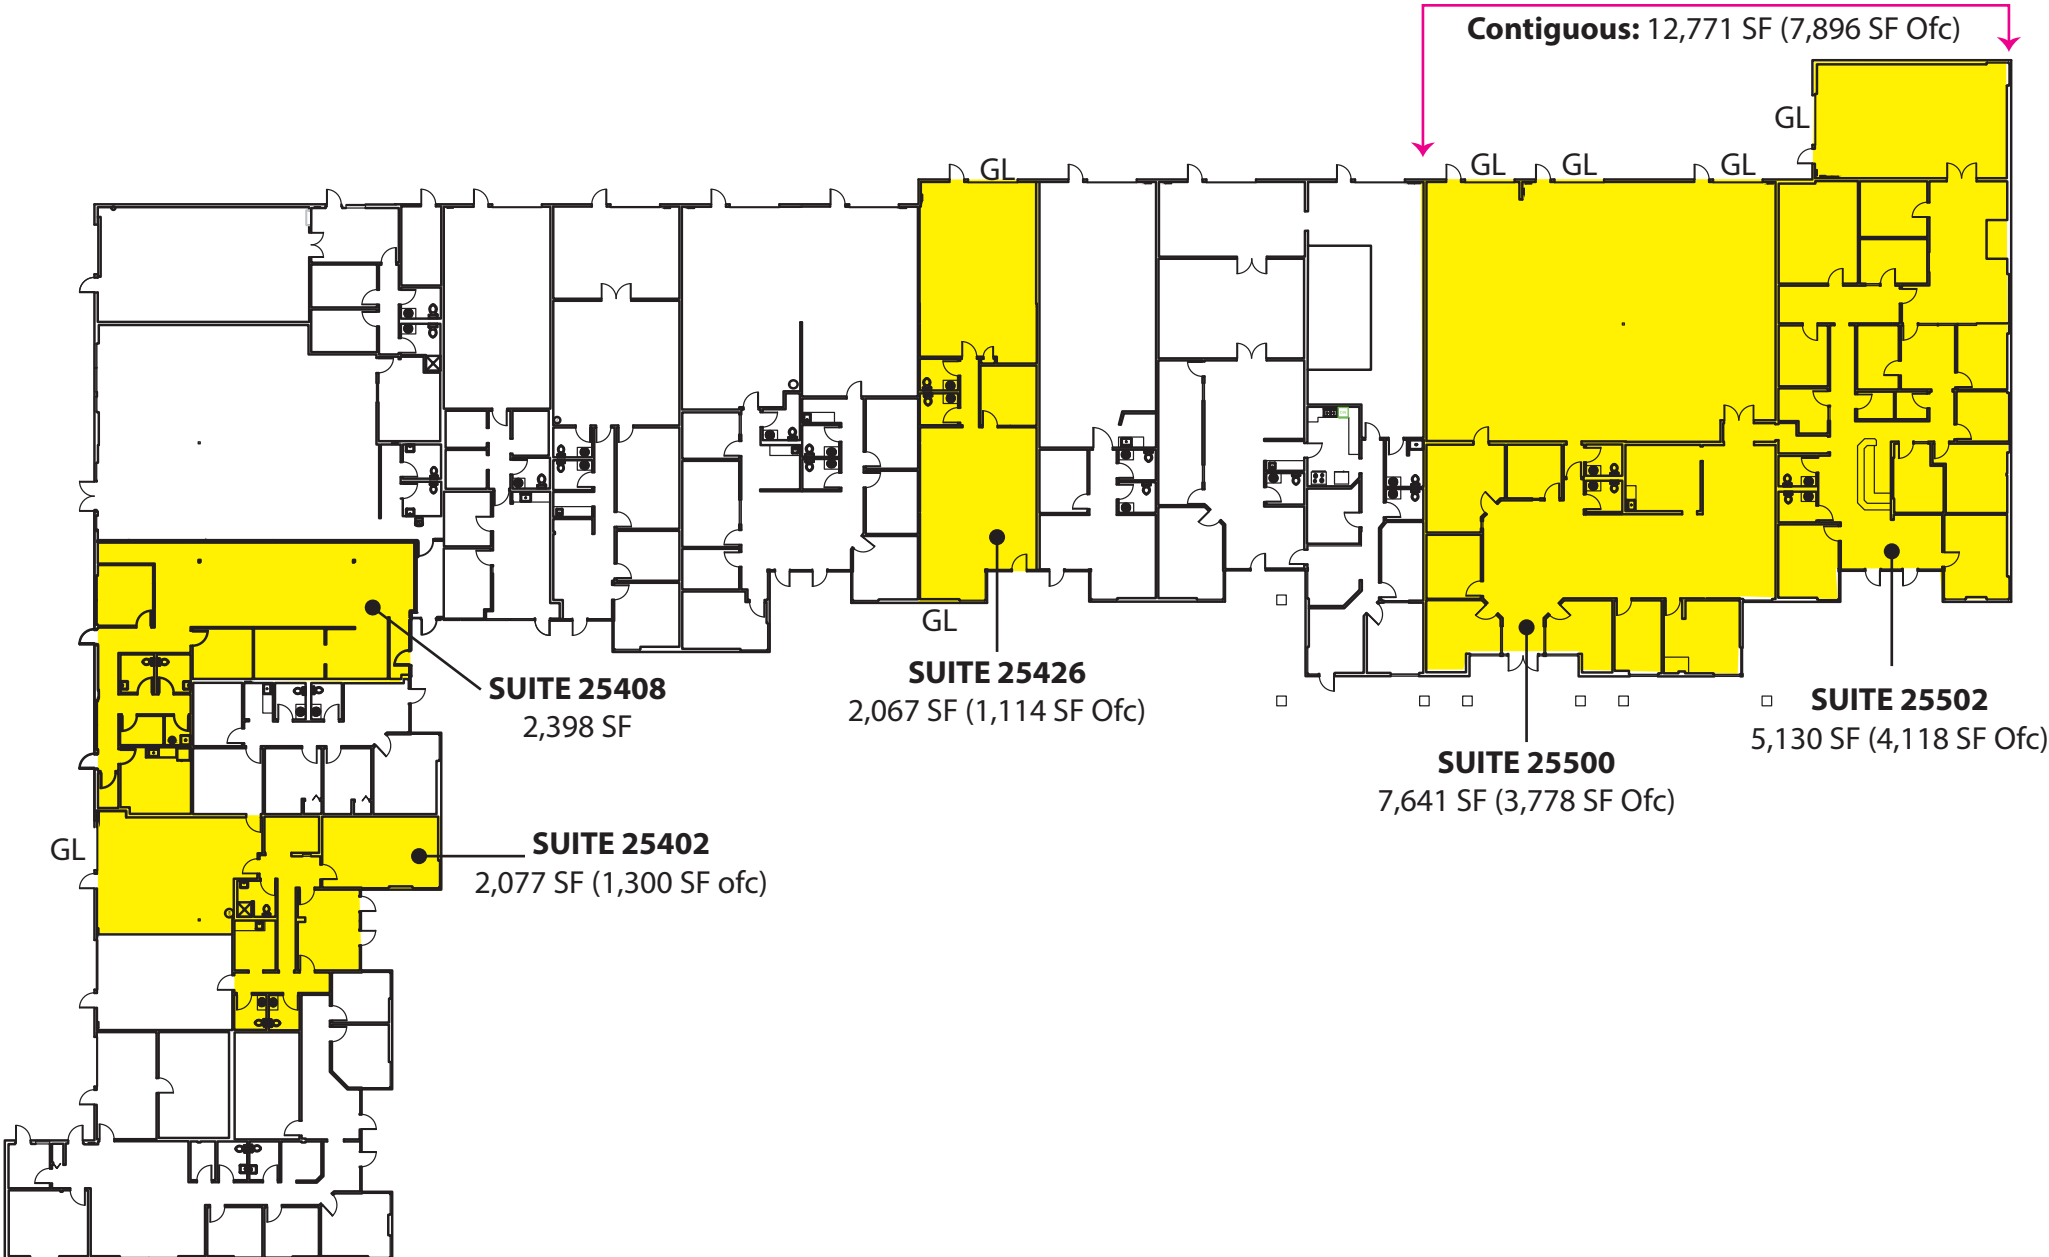 Contiguous: 12,771 SF (7,896 SF Ofc)
GL
GL
GL
GL
GL
GL
SUITE 25408
2,398 SF
SUITE 25426
2,067 SF (1,114 SF Ofc)
SUITE 25502
5,130 SF (4,118 SF Ofc)
SUITE 25500
7,641 SF (3,778 SF Ofc)
GL
SUITE 25402
2,077 SF (1,300 SF ofc)